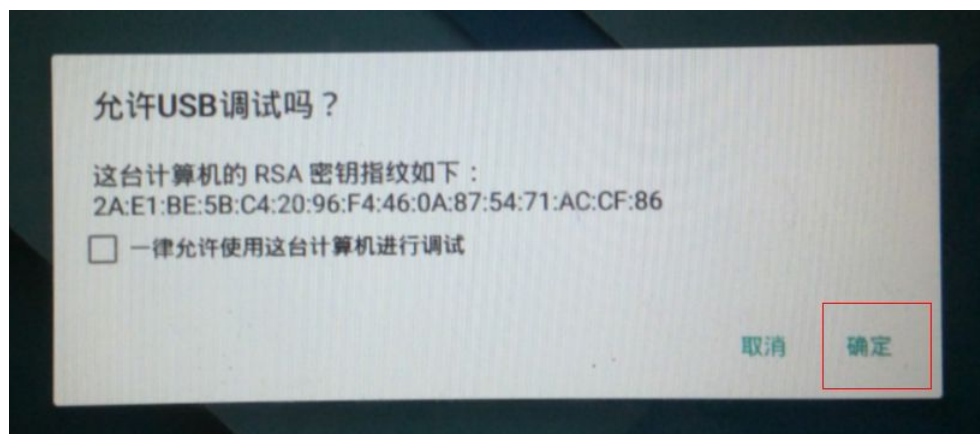 允许USB调试吗？
这台计算机的 RSA 密钥指纹如下：
2A:E1:BE:5B:C4:20:96:F4:46:0A:87:54:71:AC:CF:86
一律允许使用这台计算机进行调试
取消 确定